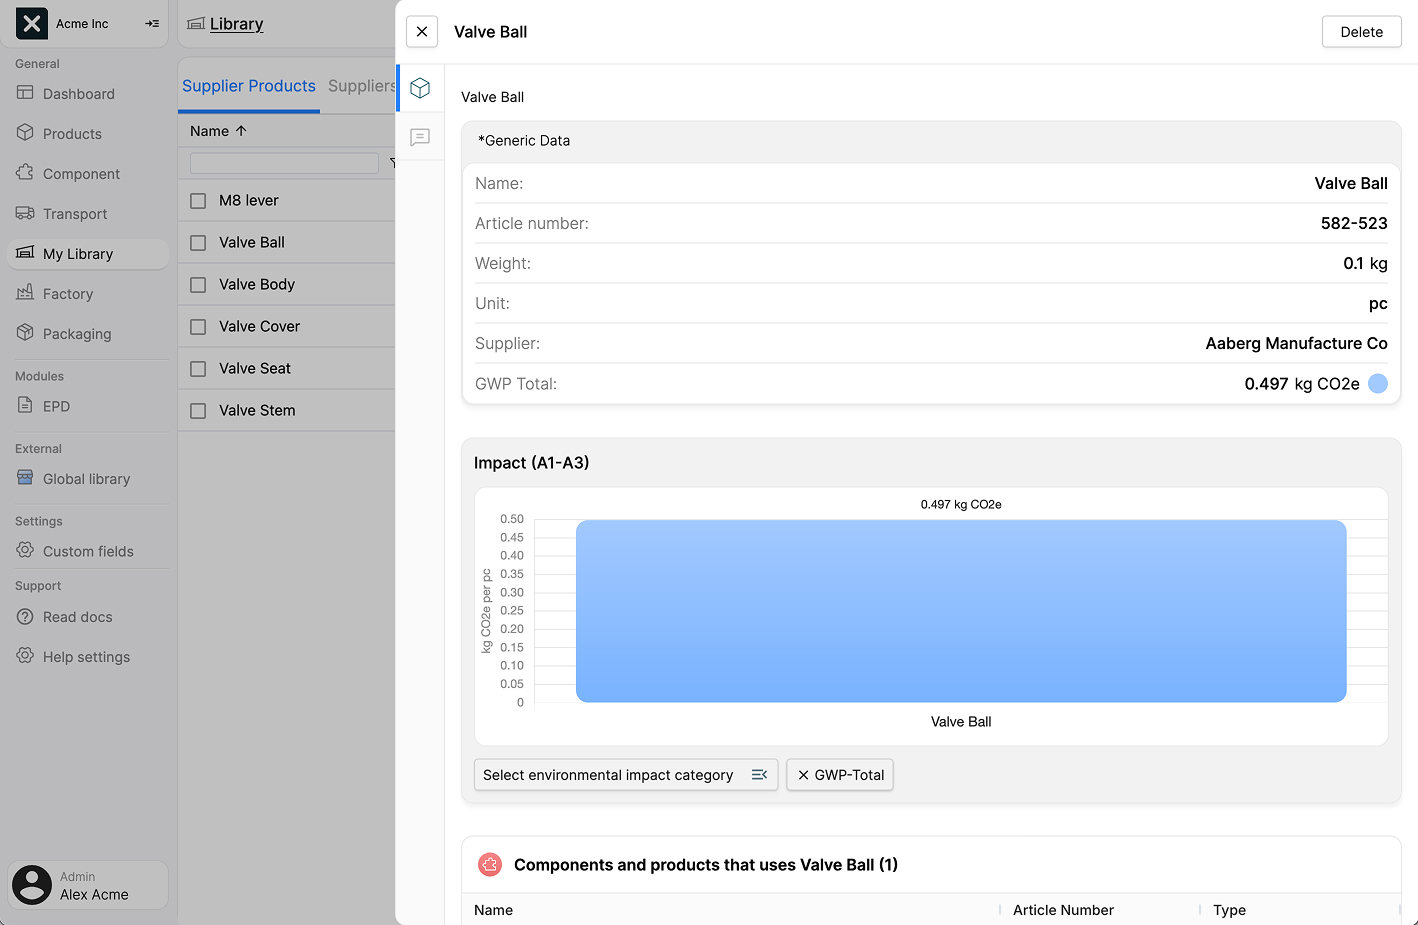 Acme Inc
General
Dashboard
Products
Component
Transport
My Library
Factory
Packaging
Modules
EPD
External
Global library
Settings
Custom fields
Support
Read docs
Help settings
Admin
Alex Acme
Library
Supplier Products Suppliers
Name
M8 lever
Valve Ball
Valve Body
Valve Cover
Valve Seat
Valve Stem
Valve Ball
Delete
Valve Ball
*Generic Data
Name: Valve Ball
Article number: 582-523
Weight: 0.1 kg
Unit: pc
Supplier: Aaberg Manufacture Co
GWP Total: 0.497 kg CO2e
Impact (A1-A3)
0.497 kg CO2e
kg CO2e per pc
0.50
0.45
0.40
0.35
0.30
0.25
0.20
0.15
0.10
0.05
0
Valve Ball
Select environmental impact category
GWP-Total
Components and products that uses Valve Ball (1)
Name Article Number Type